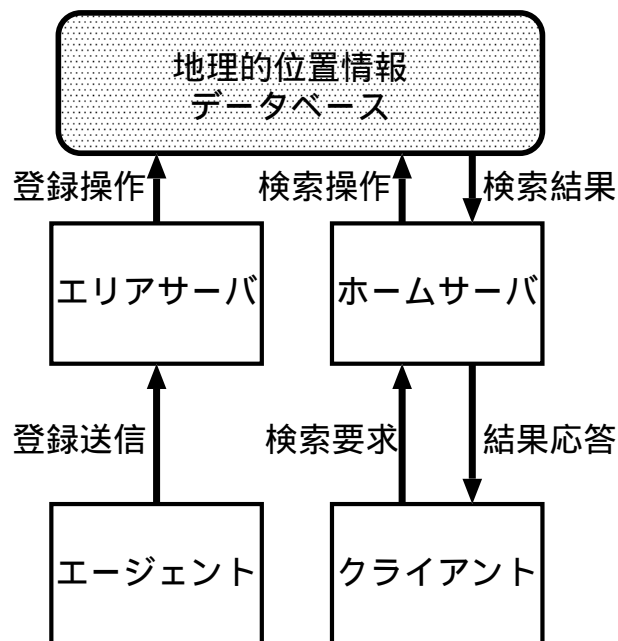 地理的位置情報
データベース
登録操作
検索操作
検索結果
エリアサーバ
ホームサーバ
登録送信
検索要求
結果応答
エージェント
クライアント